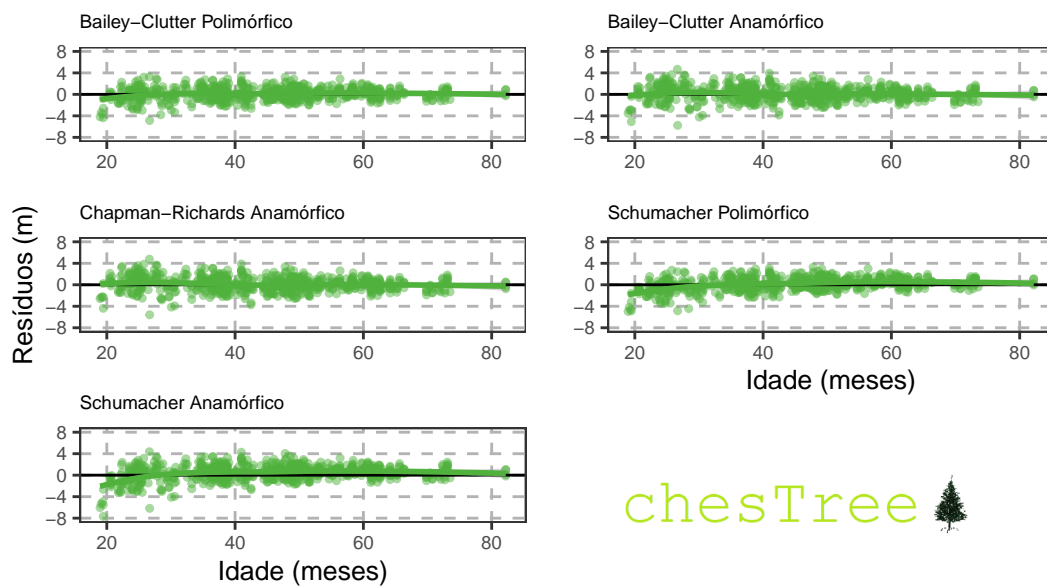 Bailey−Clutter Polimórfico
8
4
0
−4
−8
20 40 60 80
Bailey−Clutter Anamórfico
8
4
0
−4
−8
20 40 60 80
Resíduos (m)
Chapman−Richards Anamórfico
8
4
0
−4
−8
20 40 60 80
Schumacher Polimórfico
8
4
0
−4
−8
20 40 60 80
Idade (meses)
Schumacher Anamórfico
8
4
0
−4
−8
20 40 60 80
Idade (meses)
chesTree